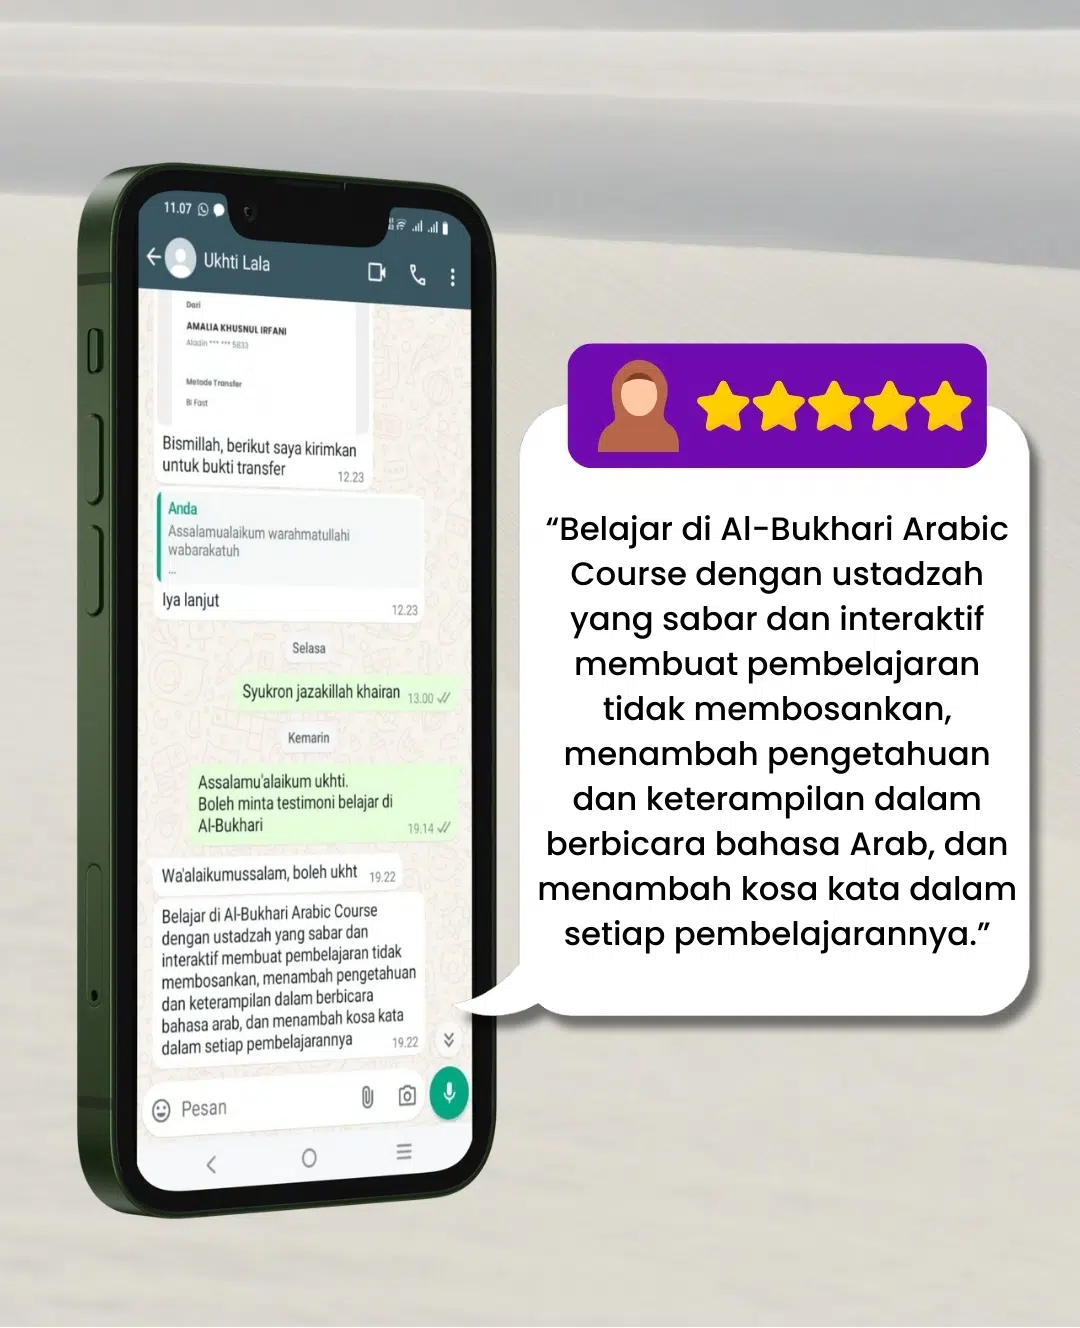 11.07
Ukhti Lala
Dari
AMALIA KHUSNUL IRFANI
Aladin *** *** 5833
Metode Transfer
BI Fast
Bismillah, berikut saya kirimkan
untuk bukti transfer
12.23
Anda
Assalamualaikum warahmatullahi
wabarakatuh
...
Iya lanjut
12.23
Selasa
Syukron jazakillah khairan 13.00
Kemarin
Assalamu'alaikum ukhti.
Boleh minta testimoni belajar di
Al-Bukhari
19.14
Wa'alaikumussalam, boleh ukht 19.22
Belajar di Al-Bukhari Arabic Course
dengan ustadzah yang sabar dan
interaktif membuat pembelajaran tidak
membosankan, menambah pengetahuan
dan keterampilan dalam berbicara
bahasa arab, dan menambah kosa kata
dalam setiap pembelajarannya
19.22
Pesan
“Belajar di Al-Bukhari Arabic
Course dengan ustadzah
yang sabar dan interaktif
membuat pembelajaran
tidak membosankan,
menambah pengetahuan
dan keterampilan dalam
berbicara bahasa Arab, dan
menambah kosa kata dalam
setiap pembelajarannya.”